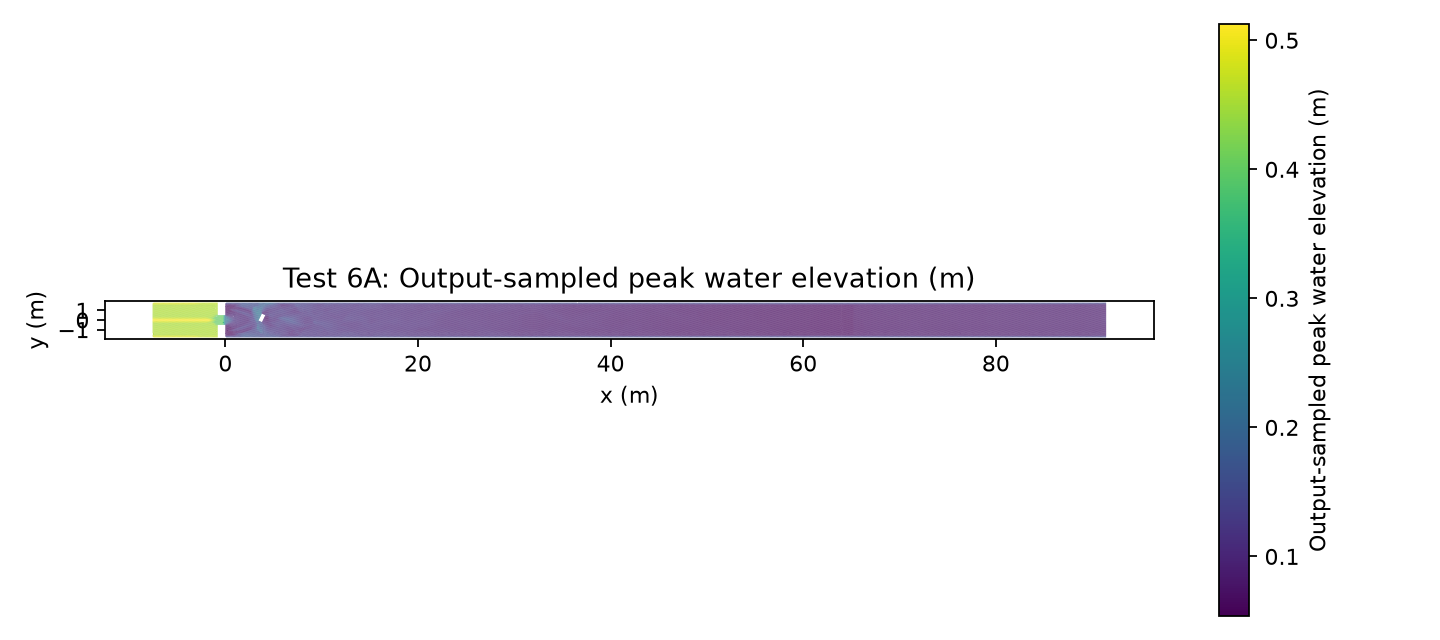 Test 6A: Output-sampled peak water elevation (m)
y (m)
1
0
−1
0 20 40 60 80
x (m)
0.5
0.4
0.3
0.2
0.1
Output-sampled peak water elevation (m)